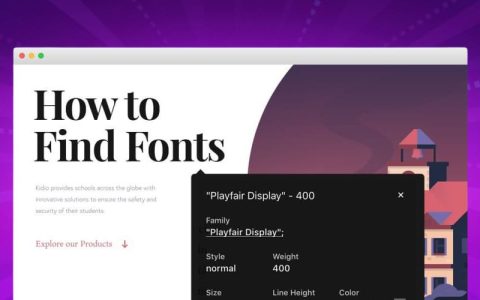 How to
Find Fonts
Kidio provides schools across the globe with
innovative solutions to ensure the safety and
security of their students.
Explore our Products ↓
"Playfair Display" - 400 ×
Family
"Playfair Display";
Style Weight
normal 400
Size Line Height Color